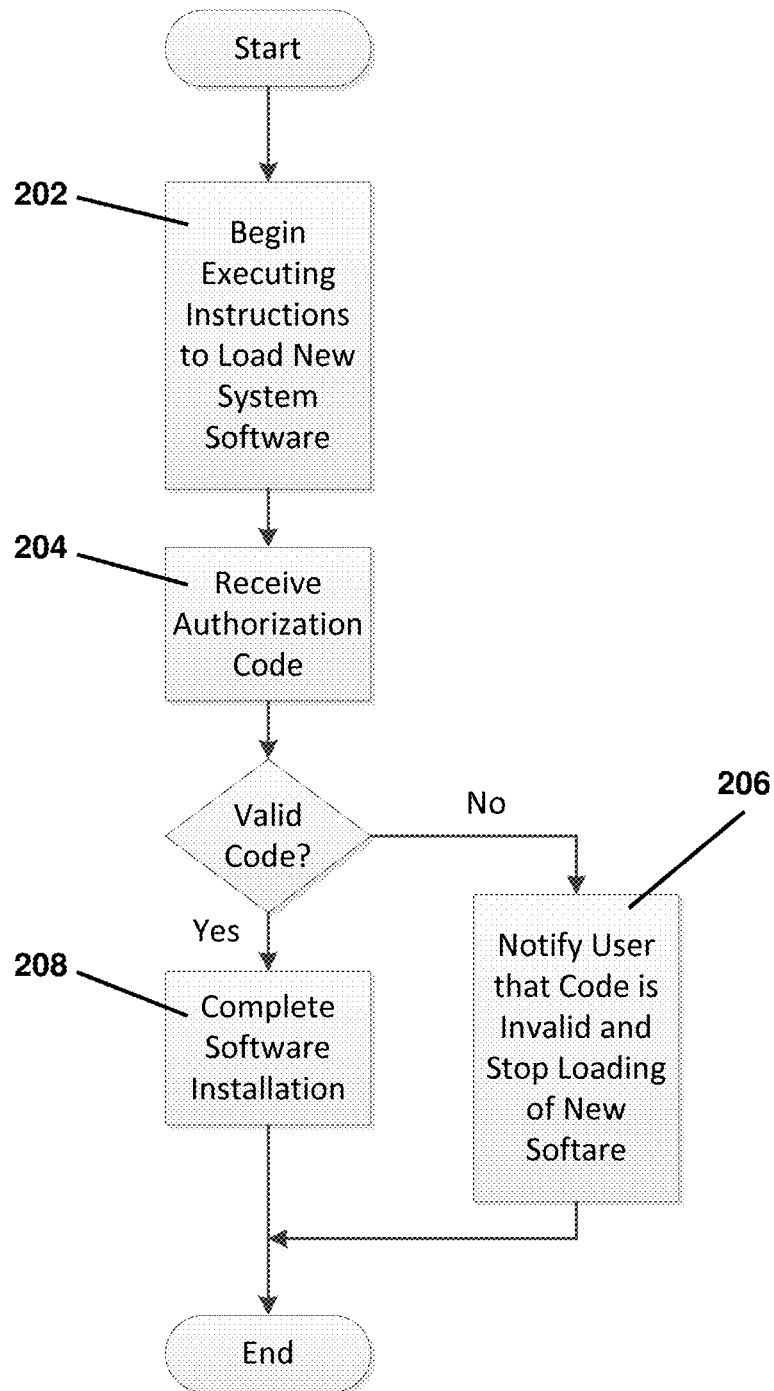 Start
202
Begin
Executing
Instructions
to Load New
System
Software
204
Receive
Authorization
Code
Valid
Code?
No
206
Yes
Notify User
that Code is
Invalid and
Stop Loading
of New
Softare
208
Complete
Software
Installation
End